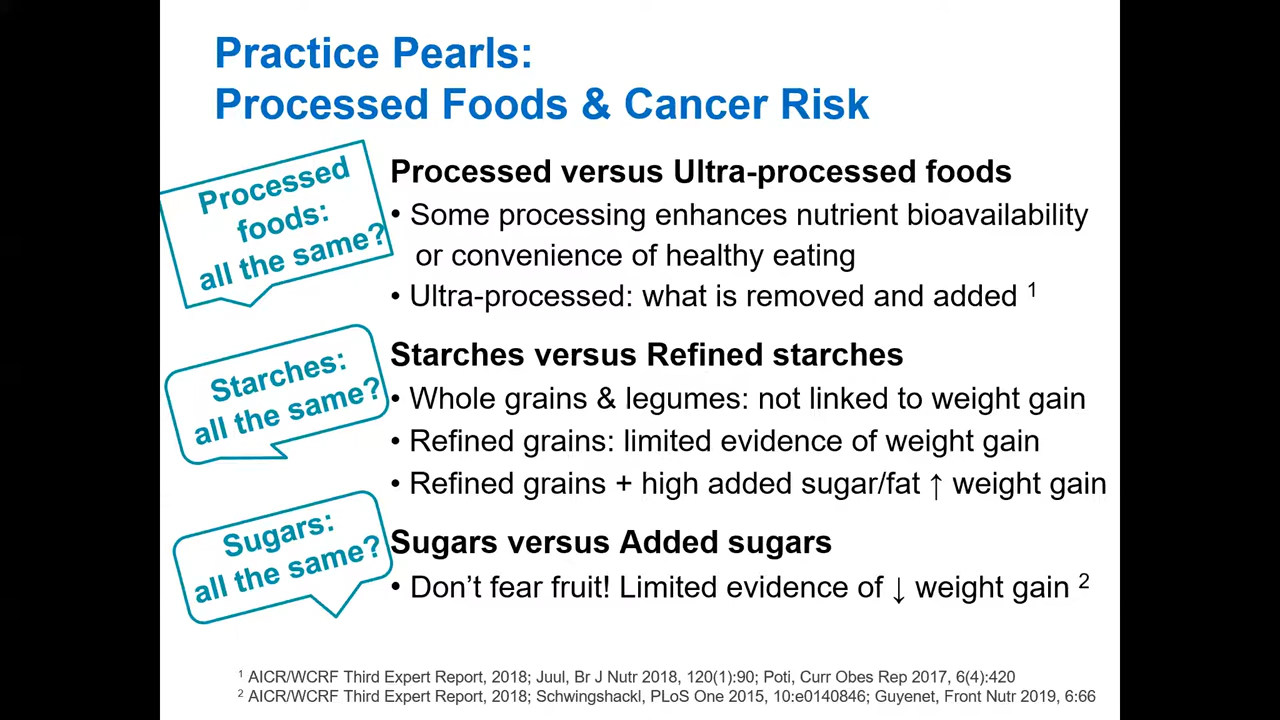 Practice Pearls:
Processed Foods & Cancer Risk
Processed
foods:
all the same?
Processed versus Ultra-processed foods
• Some processing enhances nutrient bioavailability
or convenience of healthy eating
• Ultra-processed: what is removed and added ¹
Starches:
all the same?
Starches versus Refined starches
• Whole grains & legumes: not linked to weight gain
• Refined grains: limited evidence of weight gain
• Refined grains + high added sugar/fat ↑ weight gain
Sugars:
all the same?
Sugars versus Added sugars
• Don’t fear fruit! Limited evidence of ↓ weight gain ²
¹ AICR/WCRF Third Expert Report, 2018; Juul, Br J Nutr 2018, 120(1):90; Poti, Curr Obes Rep 2017, 6(4):420
² AICR/WCRF Third Expert Report, 2018; Schwingshackl, PLoS One 2015, 10:e0140846; Guyenet, Front Nutr 2019, 6:66